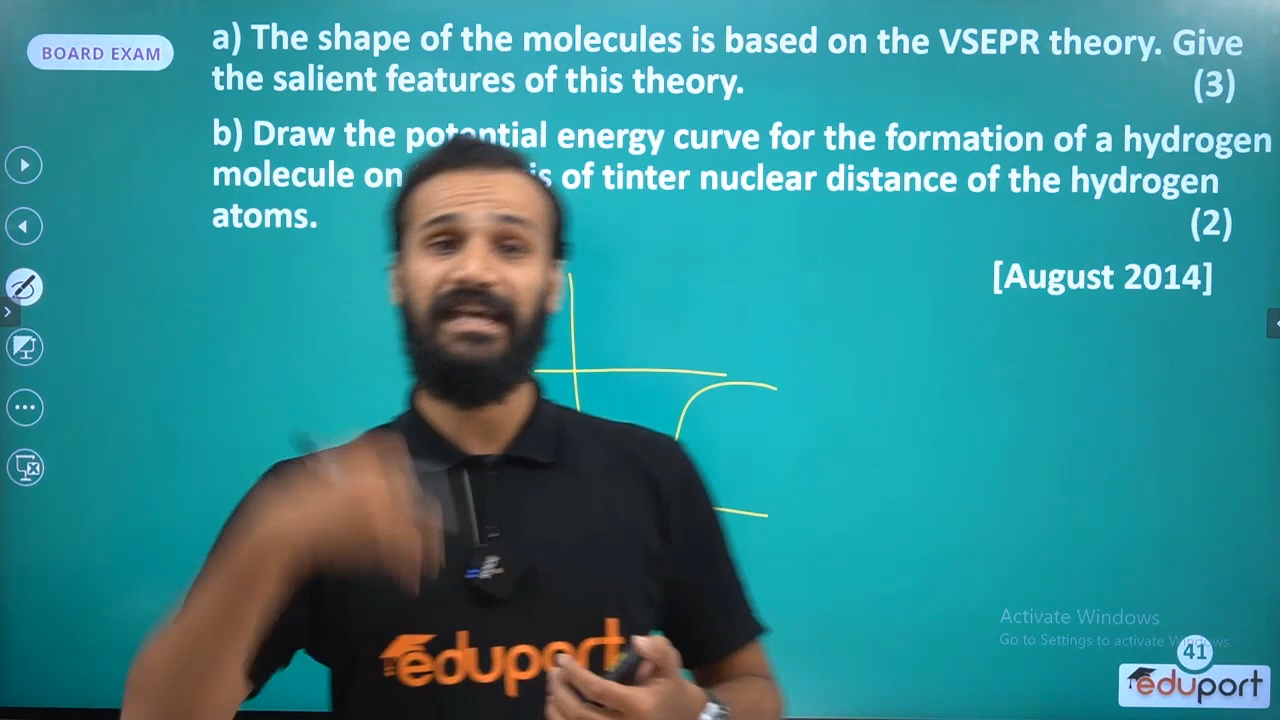 BOARD EXAM
a) The shape of the molecules is based on the VSEPR theory. Give
the salient features of this theory. (3)
b) Draw the potential energy curve for the formation of a hydrogen
molecule on of tinter nuclear distance of the hydrogen
atoms. (2)
[August 2014]
Activate Windows
Go to Settings to activate Windows.
41
eduport
eduport